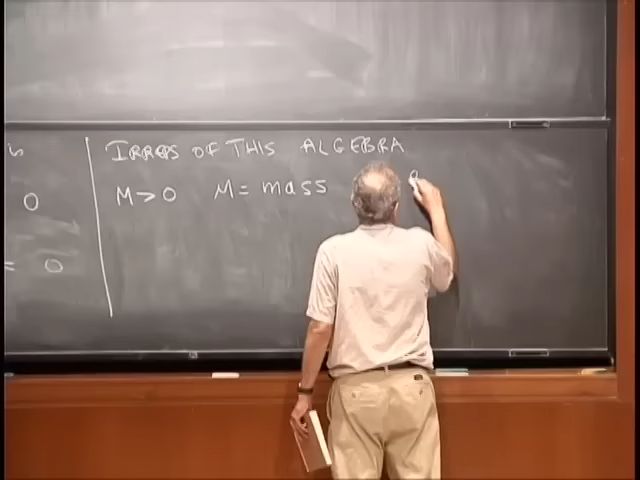 IRREPS OF THIS ALGEBRA
0
M > 0 M = mass
= 0